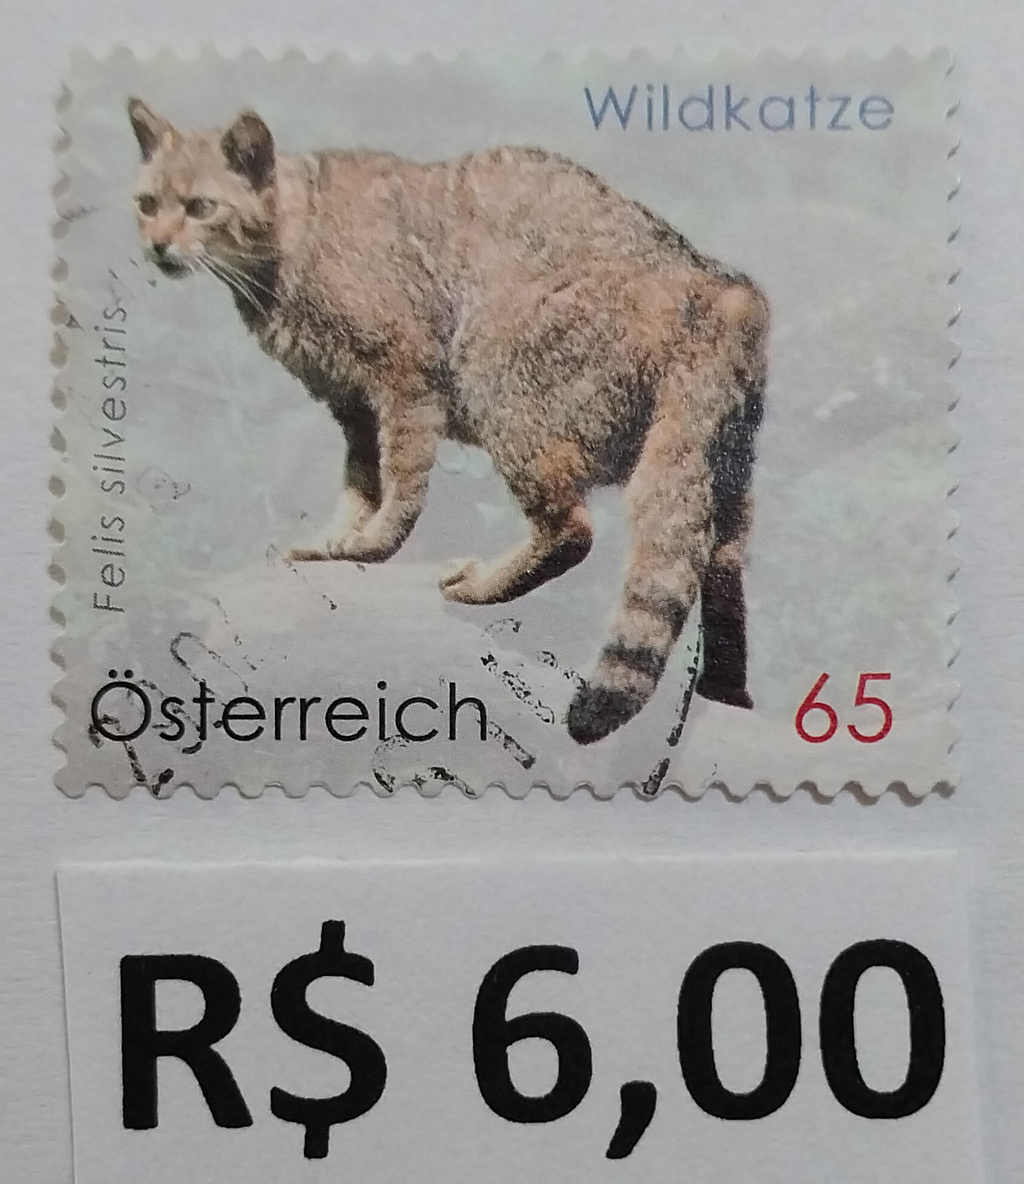 Wildkatze
Felis silvestris
Österreich
65
R$ 6,00